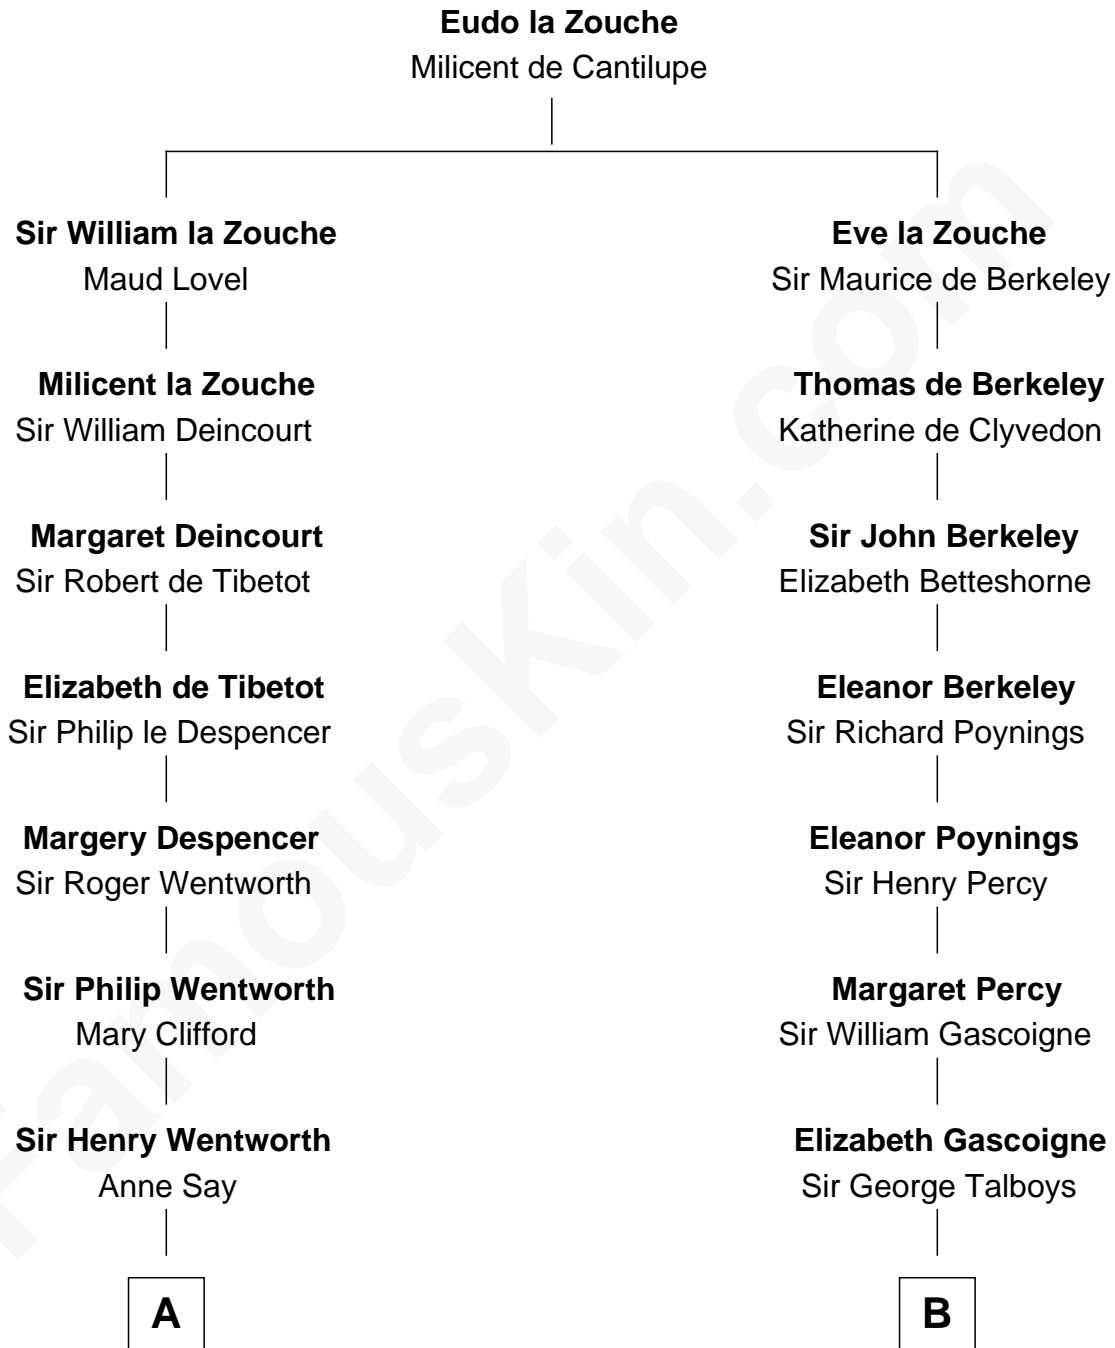 Eudo la Zouche
Milicent de Cantilupe
Sir William la Zouche
Maud Lovel
Eve la Zouche
Sir Maurice de Berkeley
Milicent la Zouche
Sir William Deincourt
Thomas de Berkeley
Katherine de Clyvedon
Margaret Deincourt
Sir Robert de Tibetot
Sir John Berkeley
Elizabeth Betteshorne
Elizabeth de Tibetot
Sir Philip le Despencer
Eleanor Berkeley
Sir Richard Poynings
Margery Despencer
Sir Roger Wentworth
Eleanor Poynings
Sir Henry Percy
Sir Philip Wentworth
Mary Clifford
Margaret Percy
Sir William Gascoigne
Sir Henry Wentworth
Anne Say
Elizabeth Gascoigne
Sir George Talboys
A
B
FamousKin.com